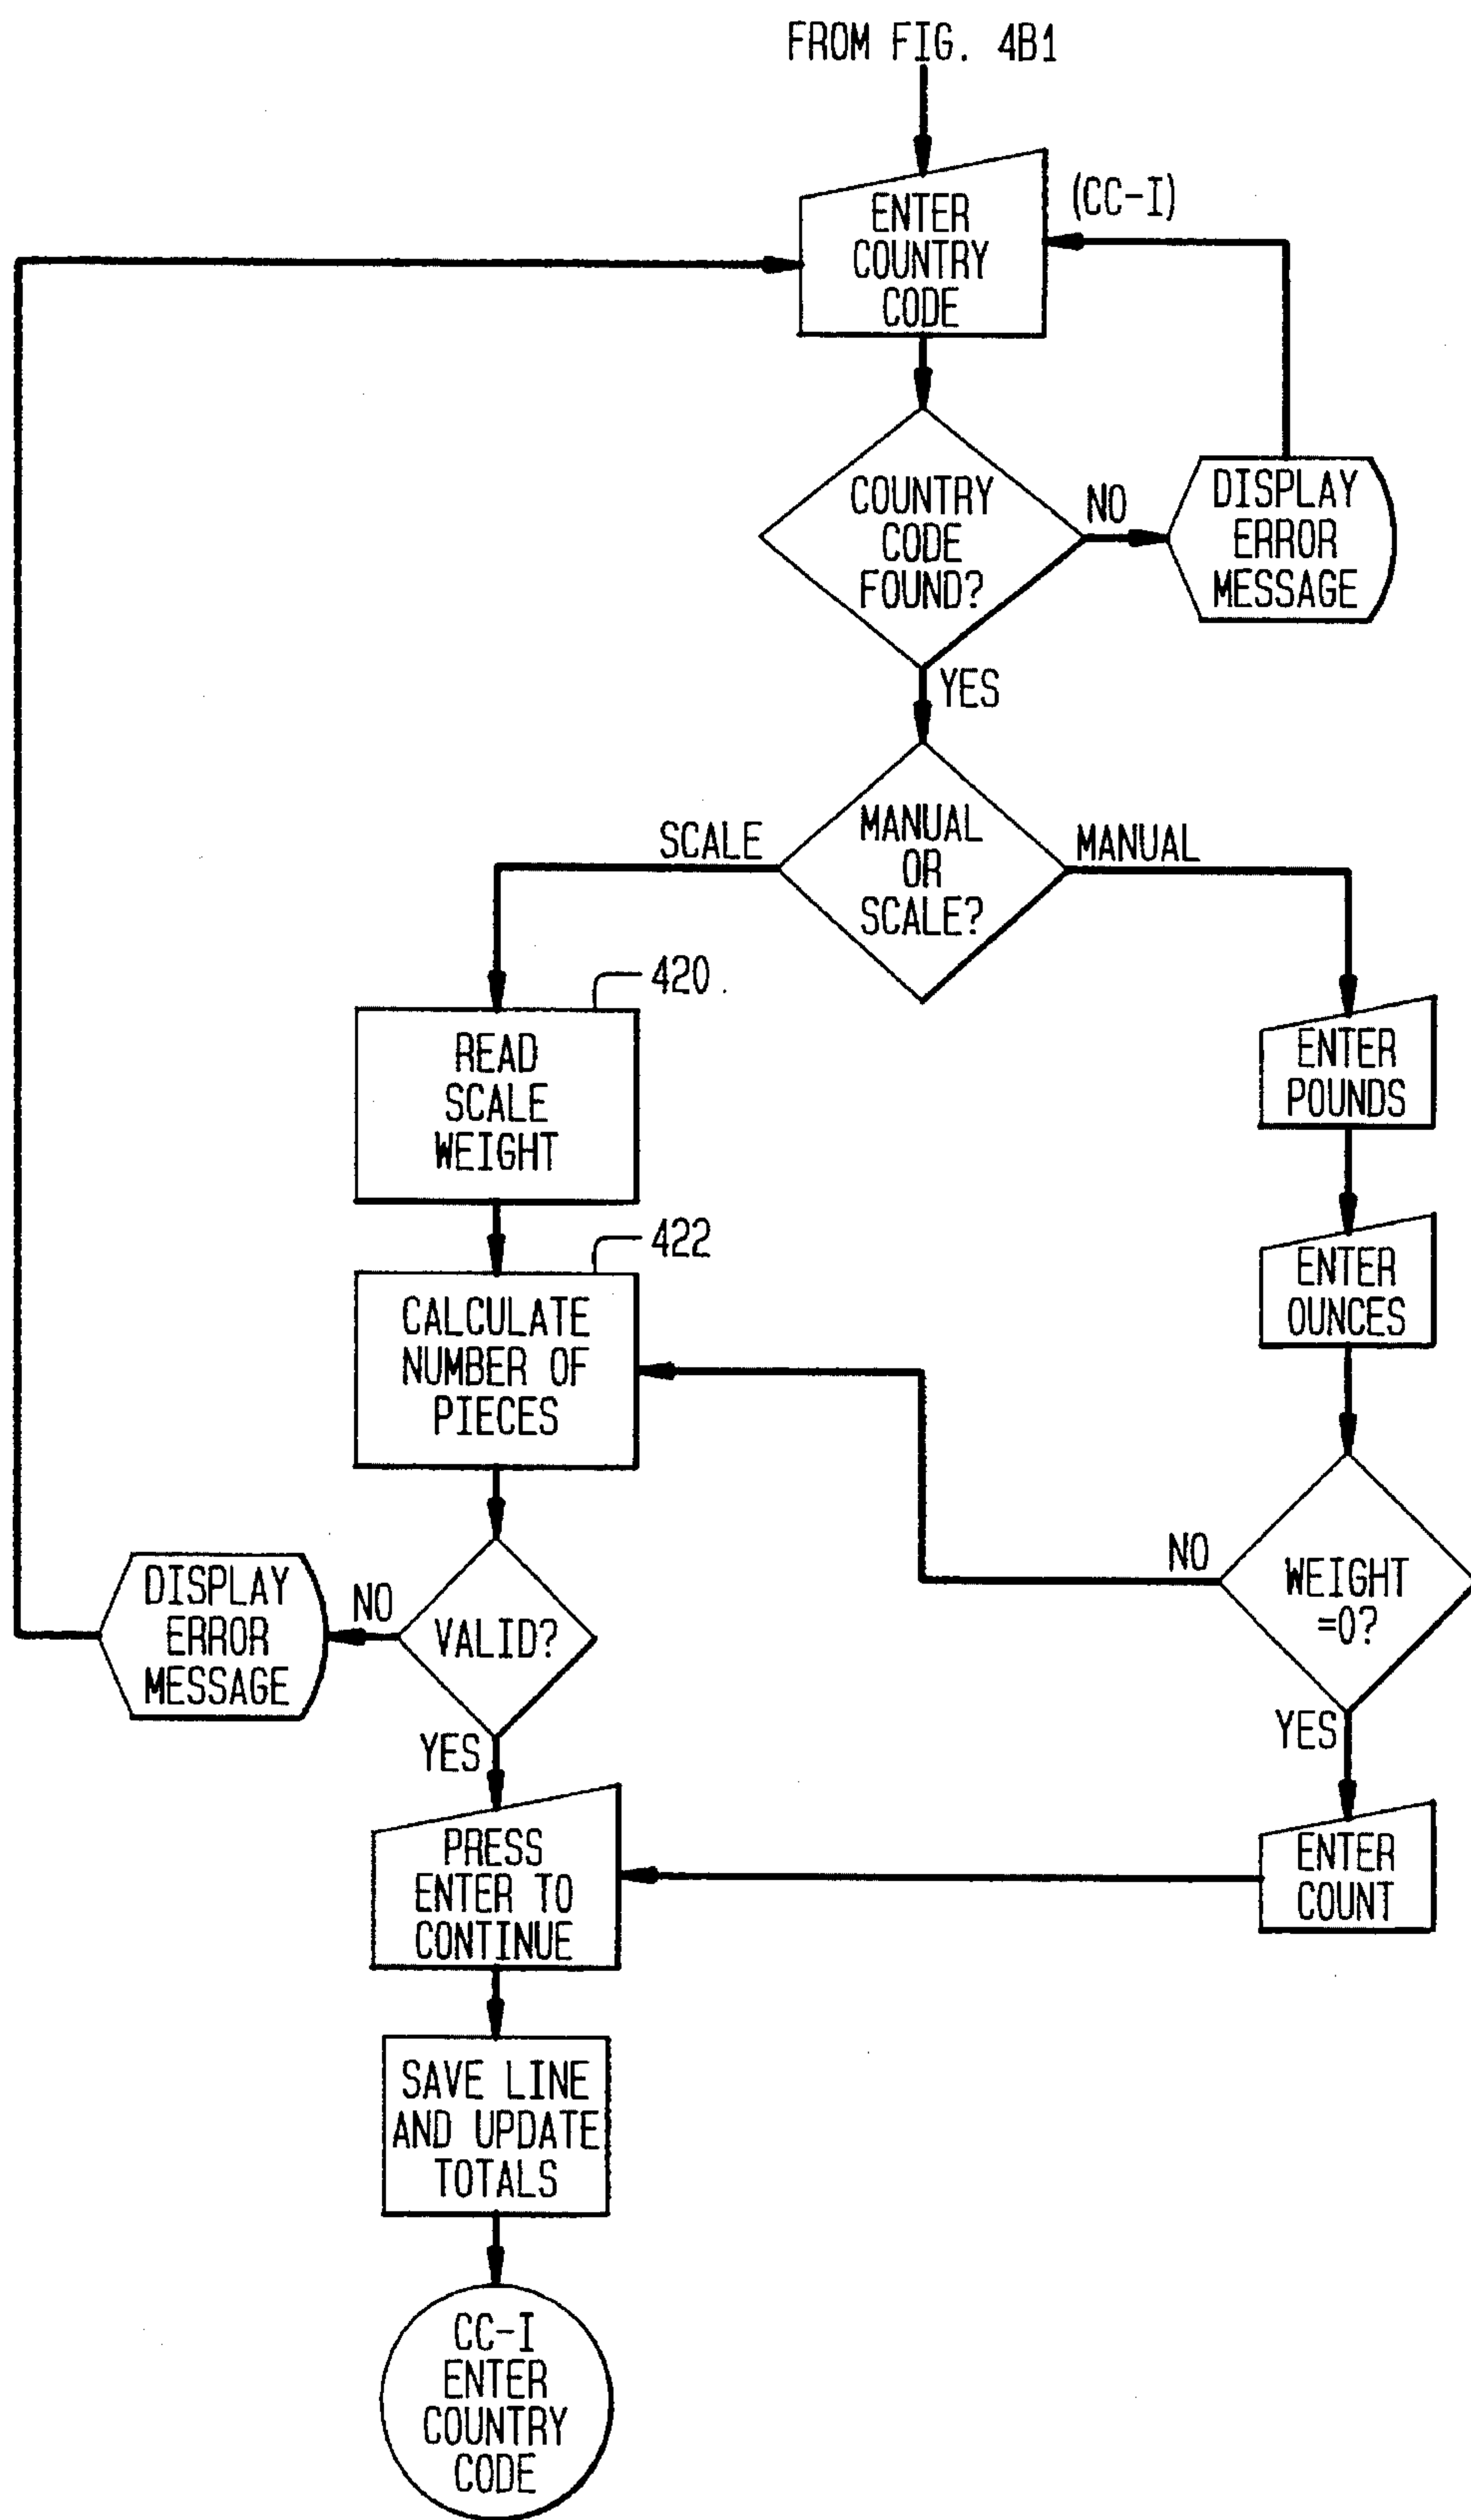 FROM FIG. 4B1
ENTER
COUNTRY
CODE
(CC-I)
COUNTRY
CODE
FOUND?
NO
DISPLAY
ERROR
MESSAGE
YES
MANUAL
OR
SCALE?
SCALE
MANUAL
420
READ
SCALE
WEIGHT
ENTER
POUNDS
422
CALCULATE
NUMBER OF
PIECES
ENTER
OUNCES
NO
WEIGHT
=0?
DISPLAY
ERROR
MESSAGE
NO
VALID?
YES
YES
PRESS
ENTER TO
CONTINUE
ENTER
COUNT
SAVE LINE
AND UPDATE
TOTALS
CC-I
ENTER
COUNTRY
CODE